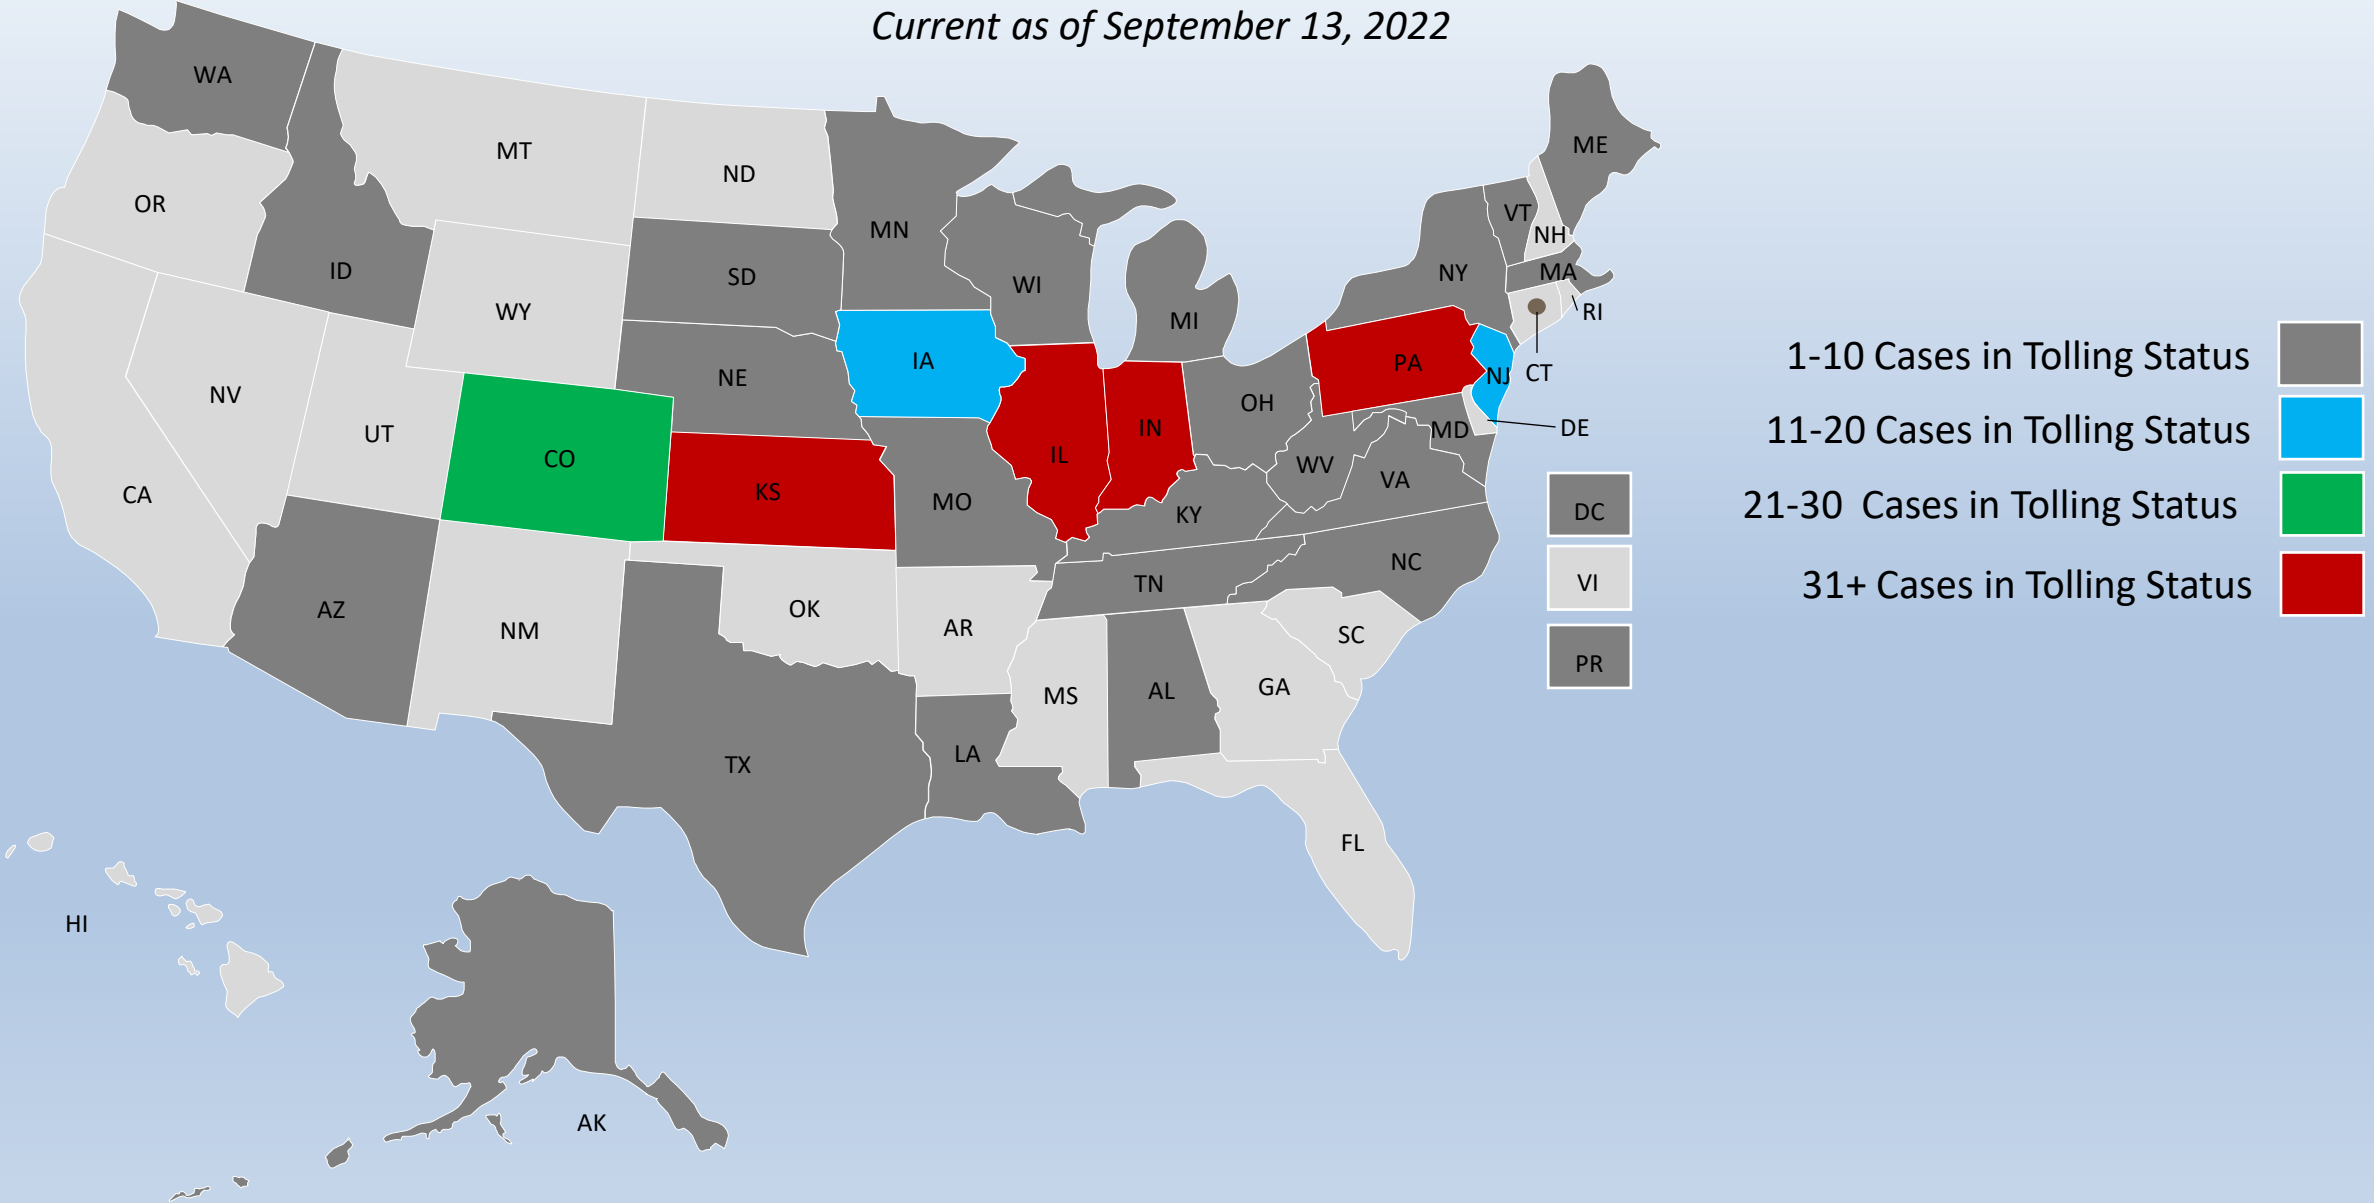 Current as of September 13, 2022
WA
MT
ND
ME
OR
MN
VT
NH
ID
SD
WI
NY
MA
RI
WY
MI
1-10 Cases in Tolling Status
IA
PA
NJ
CT
NV
NE
OH
UT
IN
MD
DE
11-20 Cases in Tolling Status
CO
IL
WV
CA
KS
MO
VA
KY
DC
21-30 Cases in Tolling Status
NC
TN
VI
31+ Cases in Tolling Status
AZ
NM
OK
AR
SC
PR
MS
AL
GA
TX
LA
FL
HI
AK